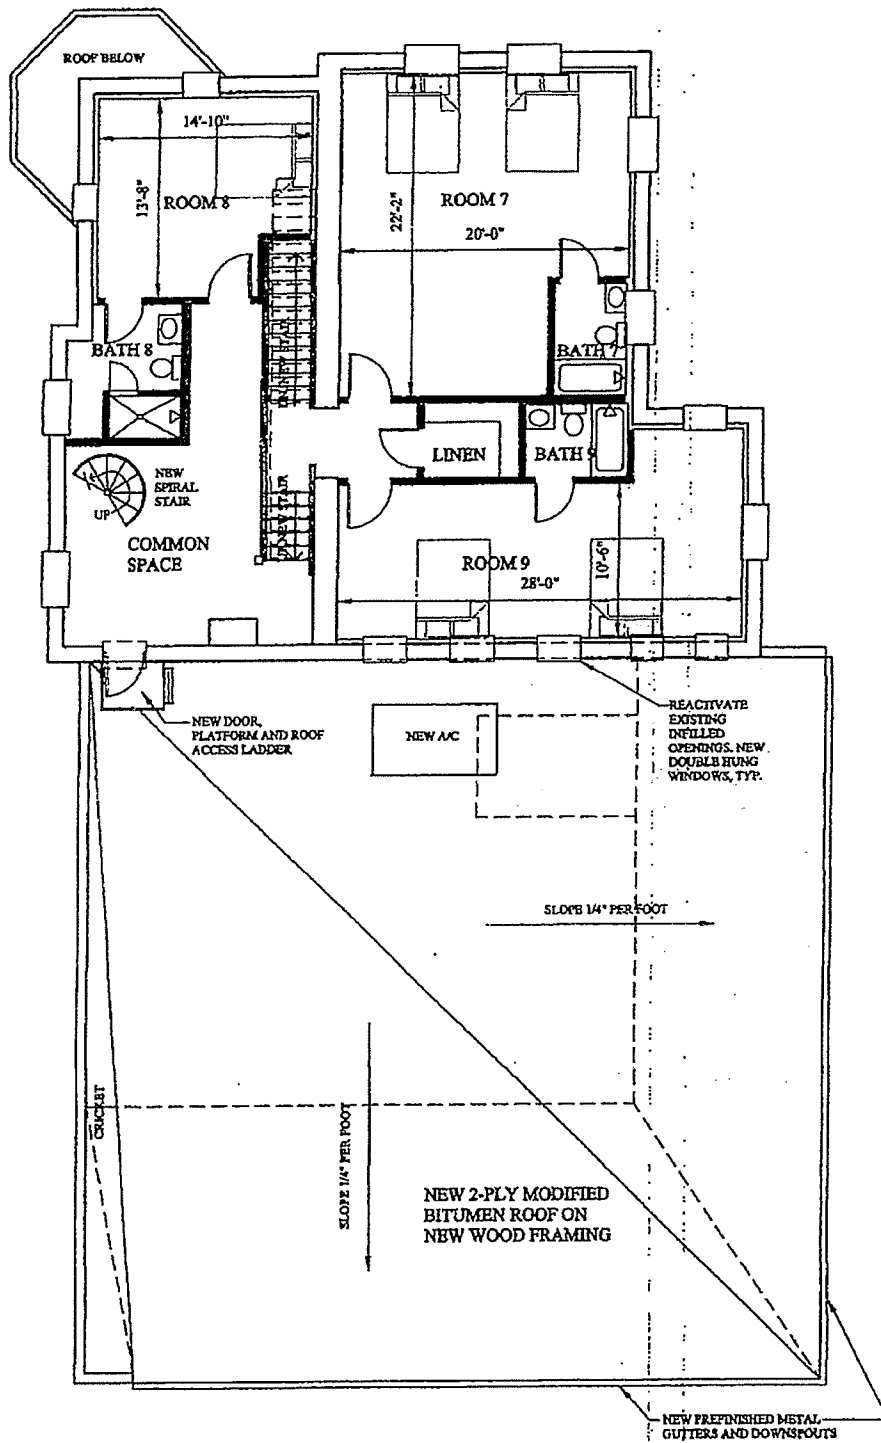 ROOF BELOW
14'-10"
13'-8"
ROOM 8
22'-2"
ROOM 7
20'-0"
BATH 8
BATH 7
LINEN
BATH 9
NEW
SPIRAL
STAIR
UP
COMMON
SPACE
NEW STAIR
NEW STAIR
ROOM 9
28'-0"
10'-6"
NEW DOOR,
PLATFORM AND ROOF
ACCESS LADDER
NEW A/C
REACTIVATE
EXISTING
INFILLED
OPENINGS. NEW
DOUBLE HUNG
WINDOWS, TYP.
SLOPE 1/4" PER FOOT
CRICKET
SLOPE 1/4" PER FOOT
NEW 2-PLY MODIFIED
BITUMEN ROOF ON
NEW WOOD FRAMING
NEW PREFINISHED METAL
GUTTERS AND DOWNSPOUTS